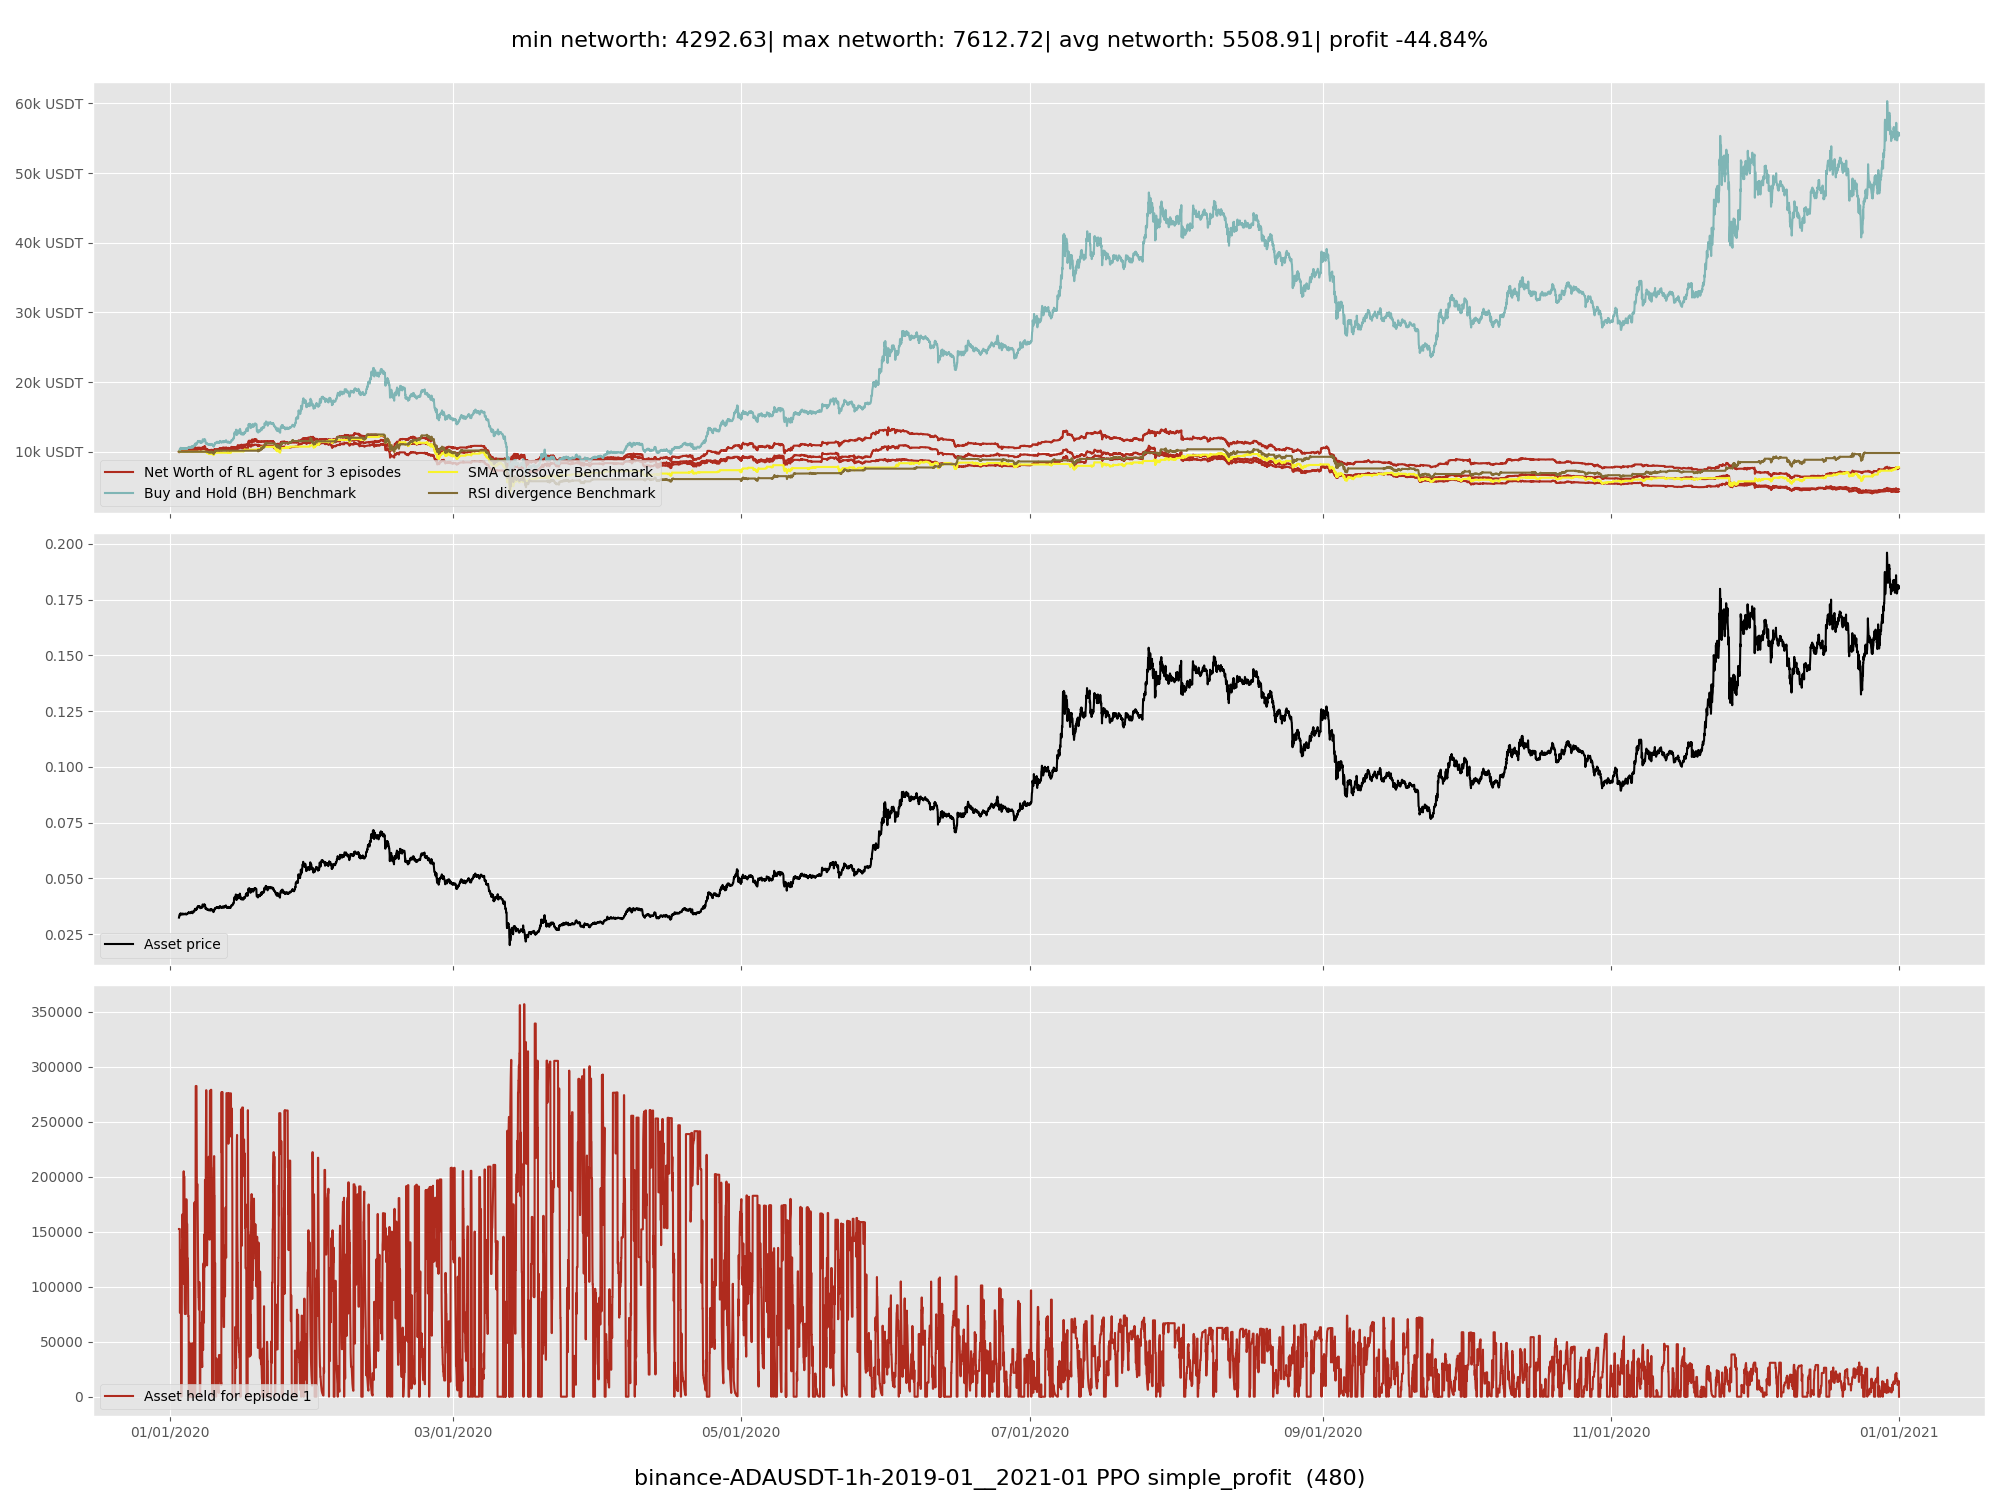 min networth: 4292.63| max networth: 7612.72| avg networth: 5508.91| profit -44.84%
60k USDT
50k USDT
40k USDT
30k USDT
20k USDT
10k USDT
Net Worth of RL agent for 3 episodes
Buy and Hold (BH) Benchmark
SMA crossover Benchmark
RSI divergence Benchmark
0.200
0.175
0.150
0.125
0.100
0.075
0.050
0.025
Asset price
350000
300000
250000
200000
150000
100000
50000
0
Asset held for episode 1
01/01/2020
03/01/2020
05/01/2020
07/01/2020
09/01/2020
11/01/2020
01/01/2021
binance-ADAUSDT-1h-2019-01__2021-01 PPO simple_profit  (480)